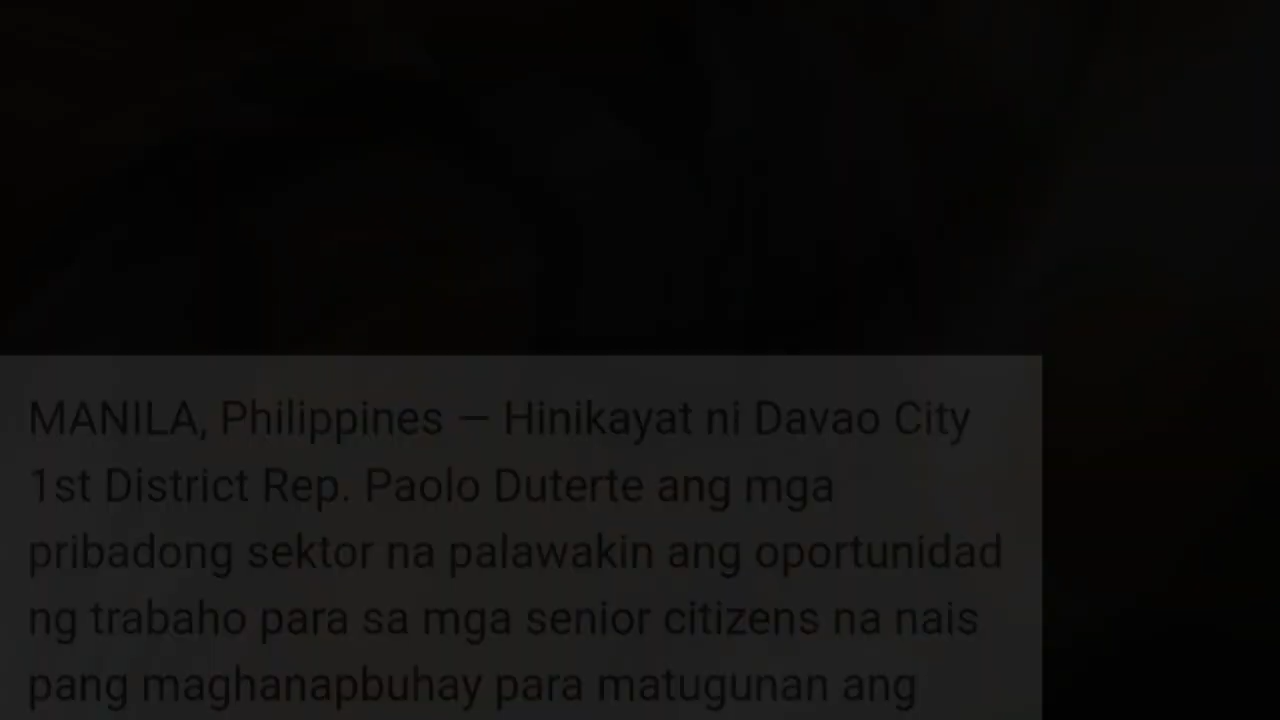 MANILA, Philippines — Hinikayat ni Davao City
1st District Rep. Paolo Duterte ang mga
pribadong sektor na palawakin ang oportunidad
ng trabaho para sa mga senior citizens na nais
pang maghanapbuhay para matugunan ang